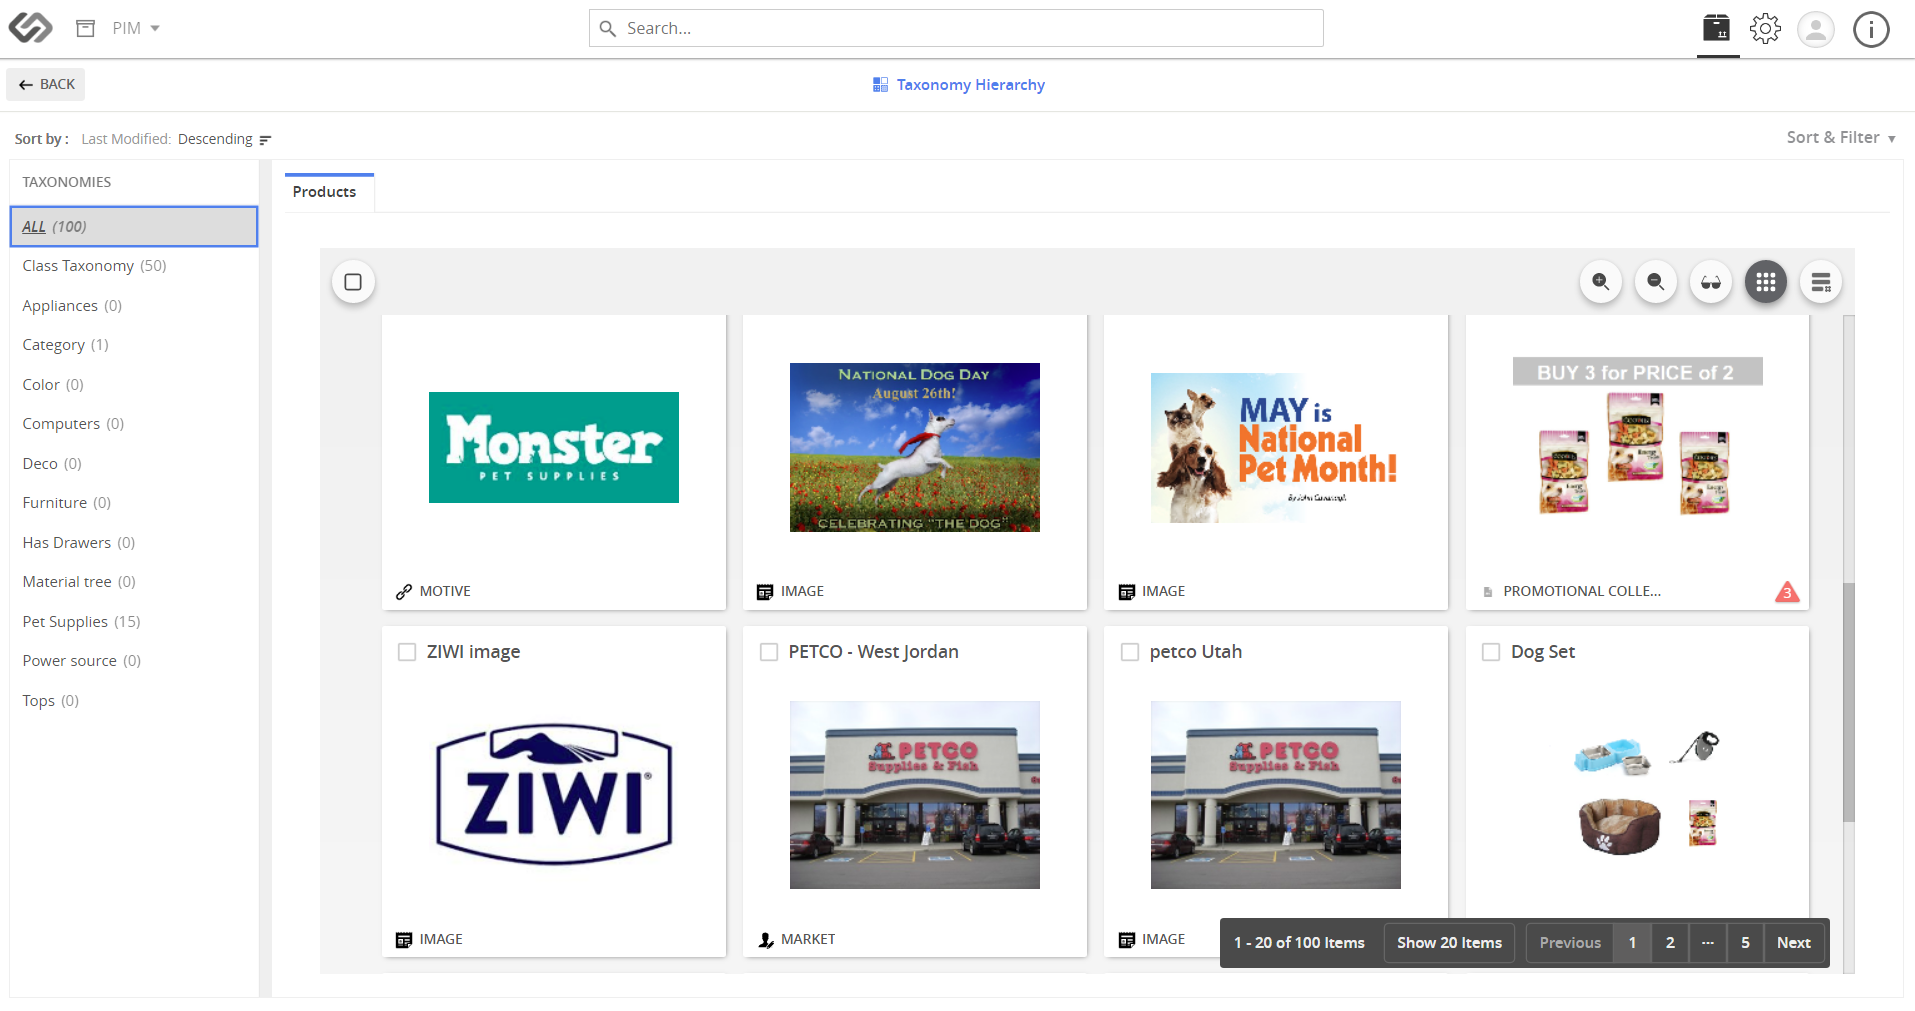 PIM
Search...
BACK
Taxonomy Hierarchy
Sort by : Last Modified: Descending
Sort & Filter
TAXONOMIES
ALL (100)
Class Taxonomy (50)
Appliances (0)
Category (1)
Color (0)
Computers (0)
Deco (0)
Furniture (0)
Has Drawers (0)
Material tree (0)
Pet Supplies (15)
Power source (0)
Tops (0)
Products
Monster
PET SUPPLIES
MOTIVE
NATIONAL DOG DAY
August 26th!
CELEBRATING "THE DOG"
IMAGE
MAY is
National
Pet Month!
By John Cavanagh
IMAGE
BUY 3 for PRICE of 2
PROMOTIONAL COLLE...
3
ZIWI image
ZIWI®
IMAGE
PETCO - West Jordan
PETCO
Supplies & Fish
MARKET
petco Utah
PETCO
Supplies & Fish
IMAGE
Dog Set
1 - 20 of 100 Items
Show 20 Items
Previous 1 2 ... 5 Next